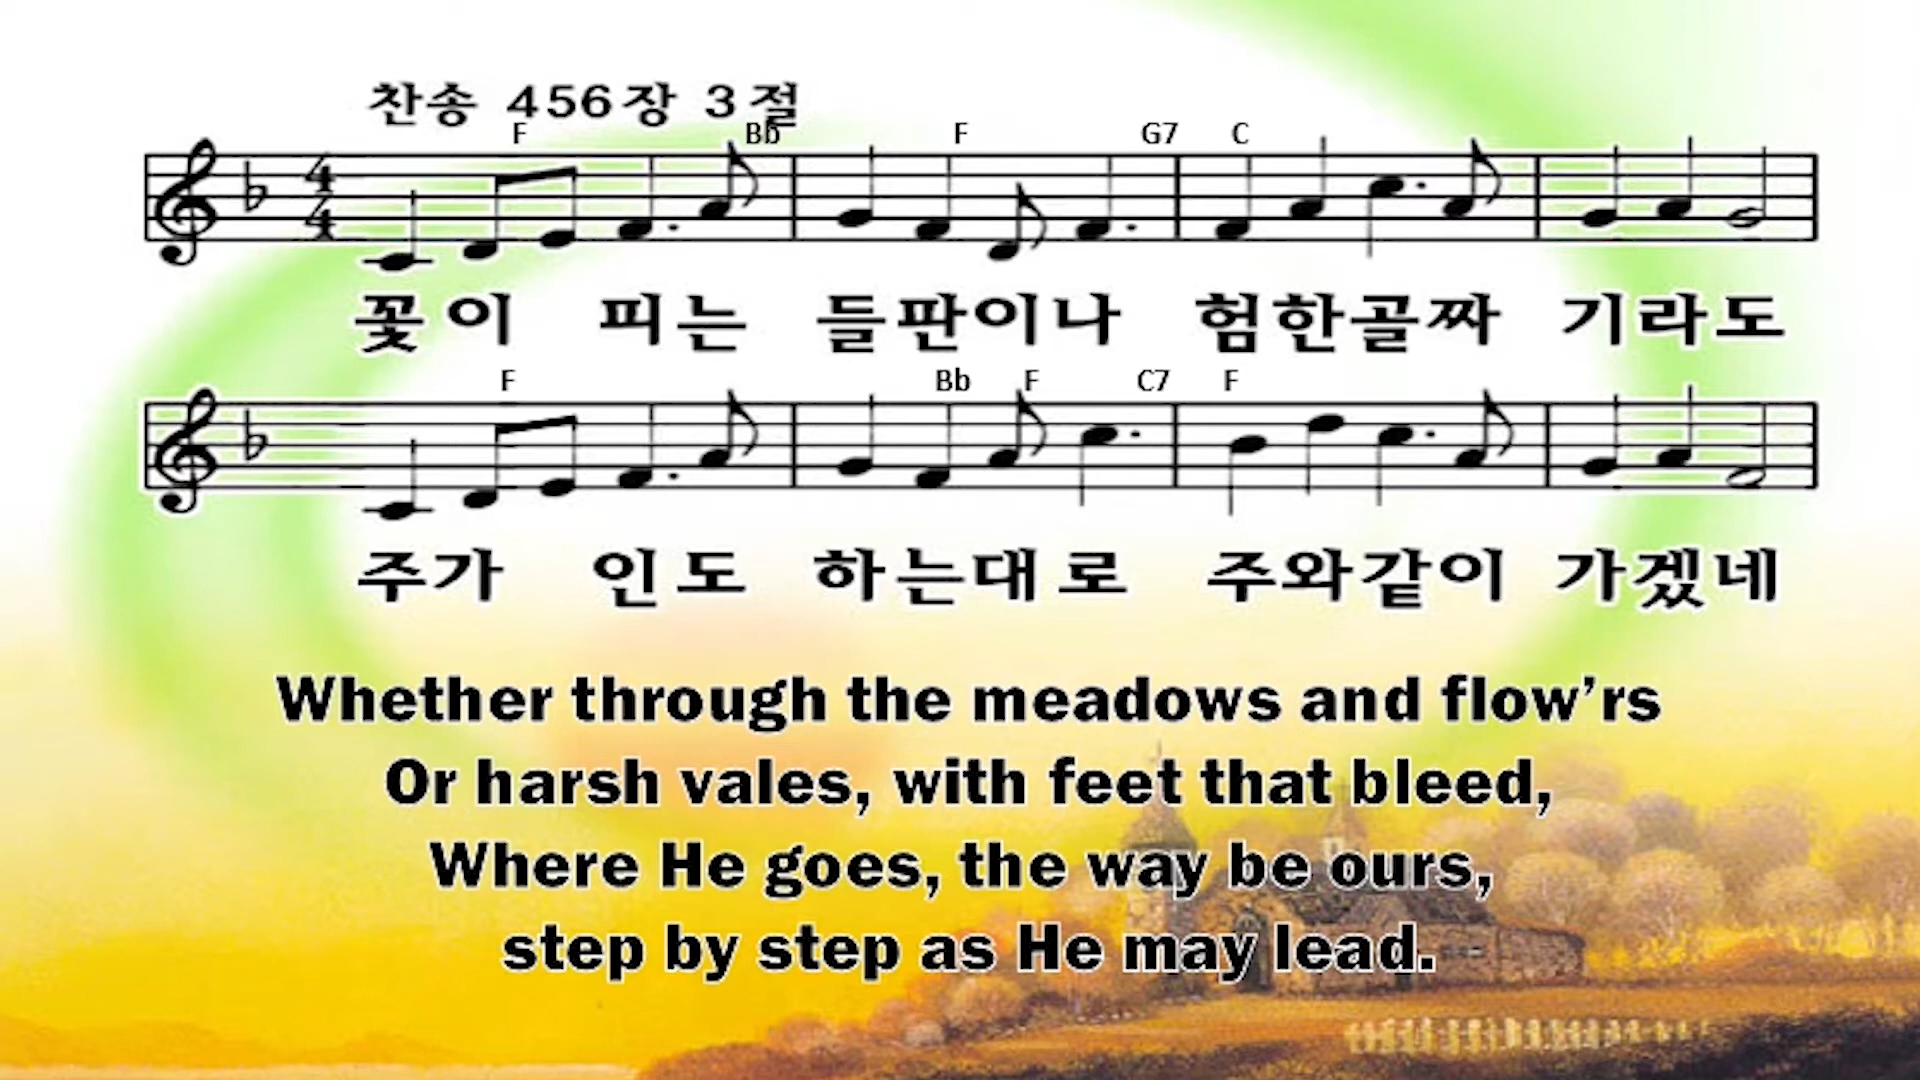 찬송 456장 3절
F Bb F G7 C
꽃이 피는 들판이나 험한골짜 기라도
F Bb F C7 F
주가 인도 하는대로 주와같이 가겠네
Whether through the meadows and flow’rs
Or harsh vales, with feet that bleed,
Where He goes, the way be ours,
step by step as He may lead.